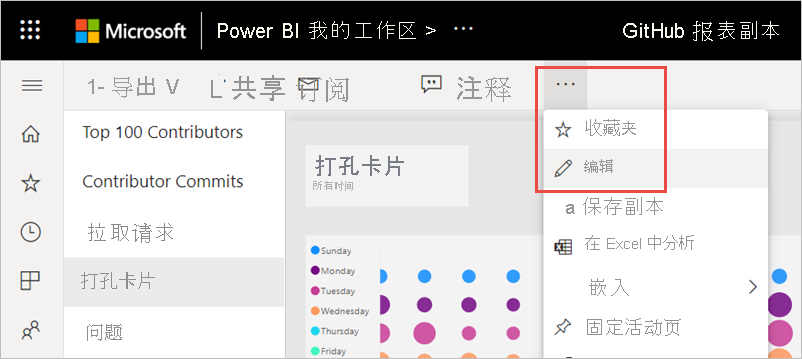 Microsoft Power BI 我的工作区 > ··· GitHub 报表副本
1- 导出 V L' 共享 订阅 注释 ···
Top 100 Contributors
Contributor Commits
拉取请求
打孔卡片
问题
打孔卡片
所有时间
Sunday
Monday
Tuesday
Wednesday
Thursday
Friday
收藏夹
编辑
a 保存副本
在 Excel 中分析
嵌入
固定活动页